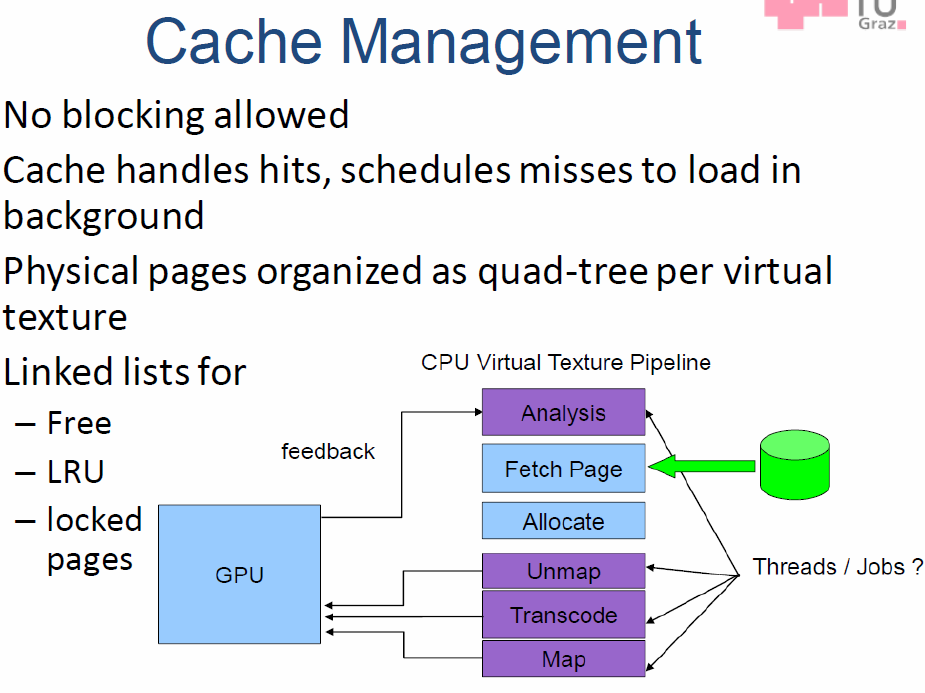 TU
Graz
Cache Management
No blocking allowed
Cache handles hits, schedules misses to load in
background
Physical pages organized as quad-tree per virtual
texture
Linked lists for
– Free
– LRU
– locked
pages
CPU Virtual Texture Pipeline
feedback
Analysis
Fetch Page
Allocate
GPU
Unmap
Transcode
Map
Threads / Jobs ?